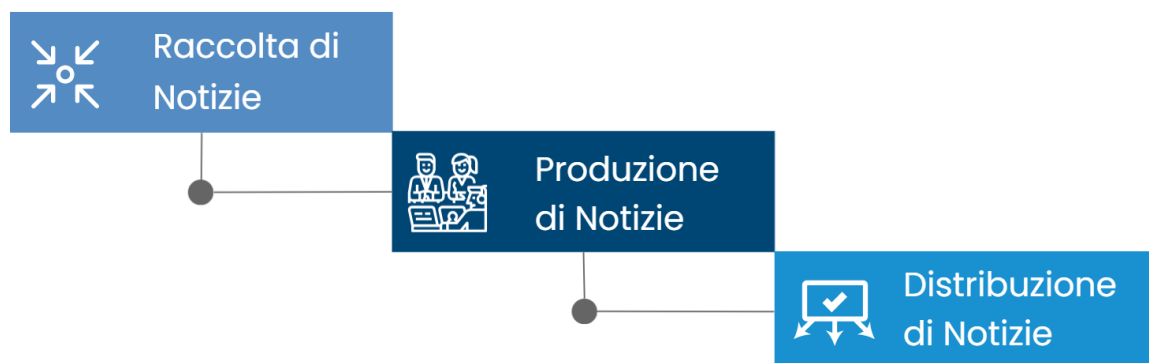 Raccolta di
Notizie
Produzione
di Notizie
Distribuzione
di Notizie